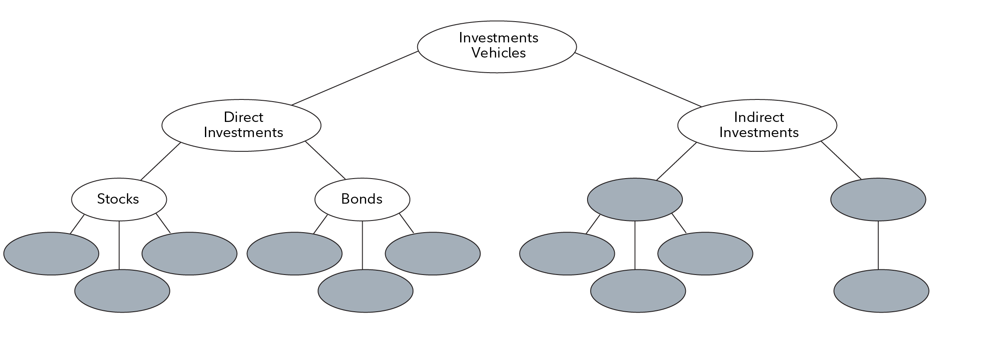 Investments
Vehicles
Direct
Investments
Indirect
Investments
Stocks
Bonds